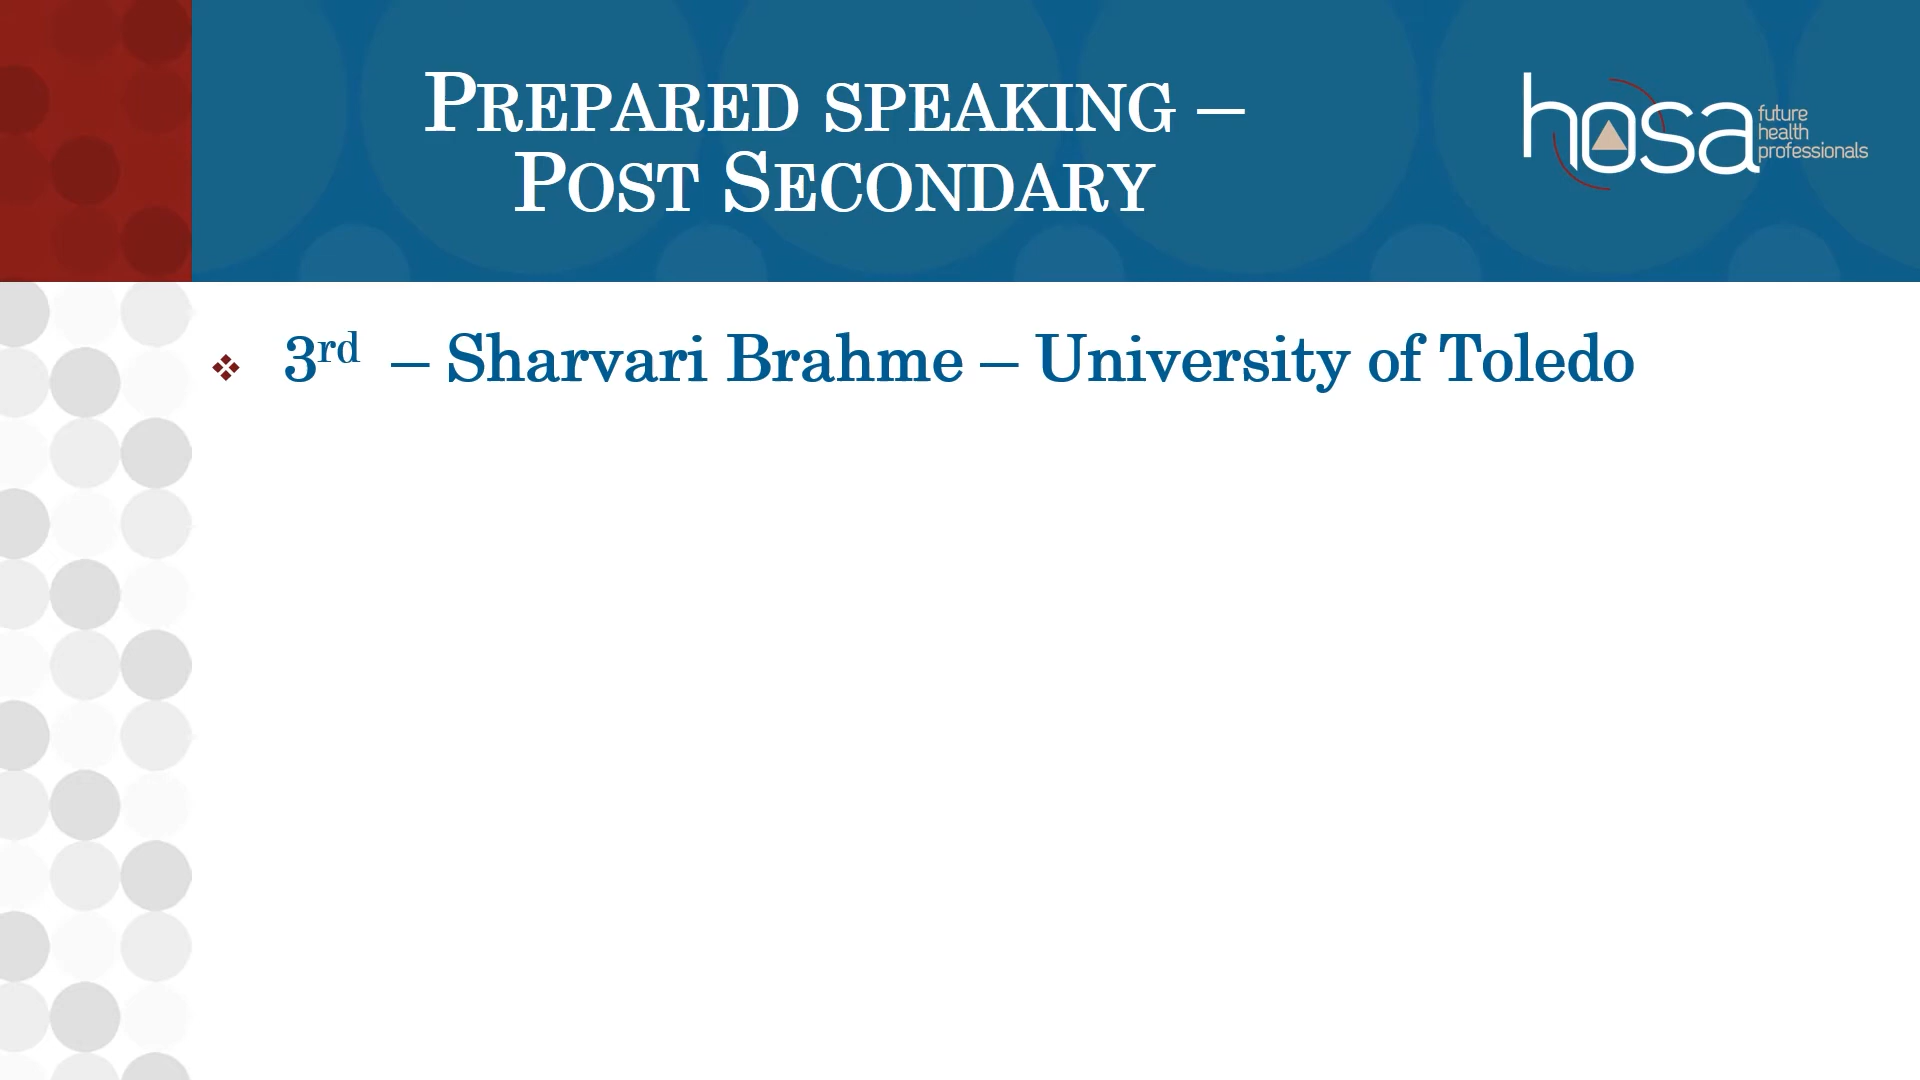 PREPARED SPEAKING –
POST SECONDARY
hosa
future
health
professionals
❖ 3rd – Sharvari Brahme – University of Toledo